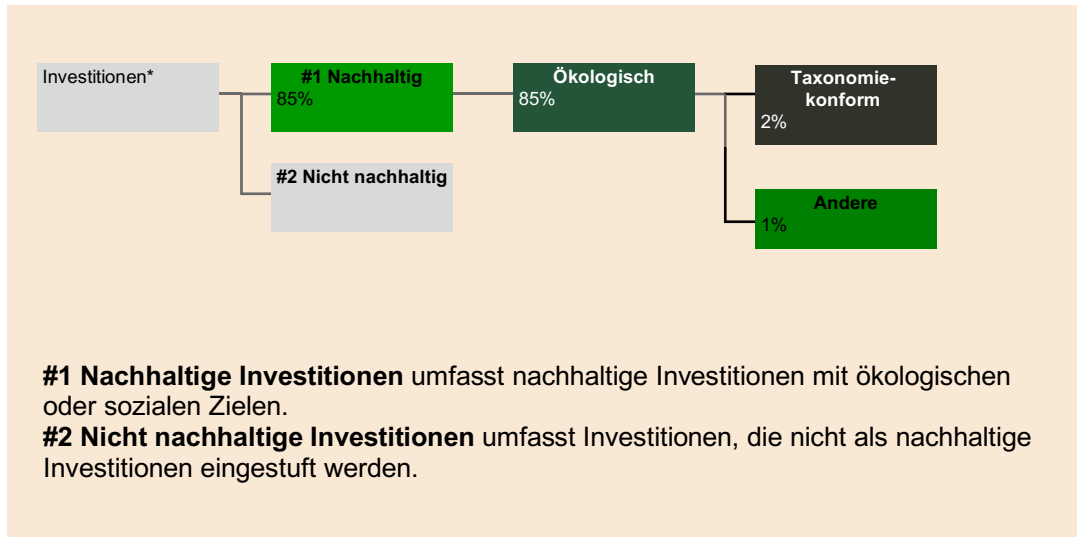 Investitionen*
#1 Nachhaltig
85%
Ökologisch
85%
Taxonomie-
konform
2%
#2 Nicht nachhaltig
Andere
1%
#1 Nachhaltige Investitionen umfasst nachhaltige Investitionen mit ökologischen
oder sozialen Zielen.
#2 Nicht nachhaltige Investitionen umfasst Investitionen, die nicht als nachhaltige
Investitionen eingestuft werden.